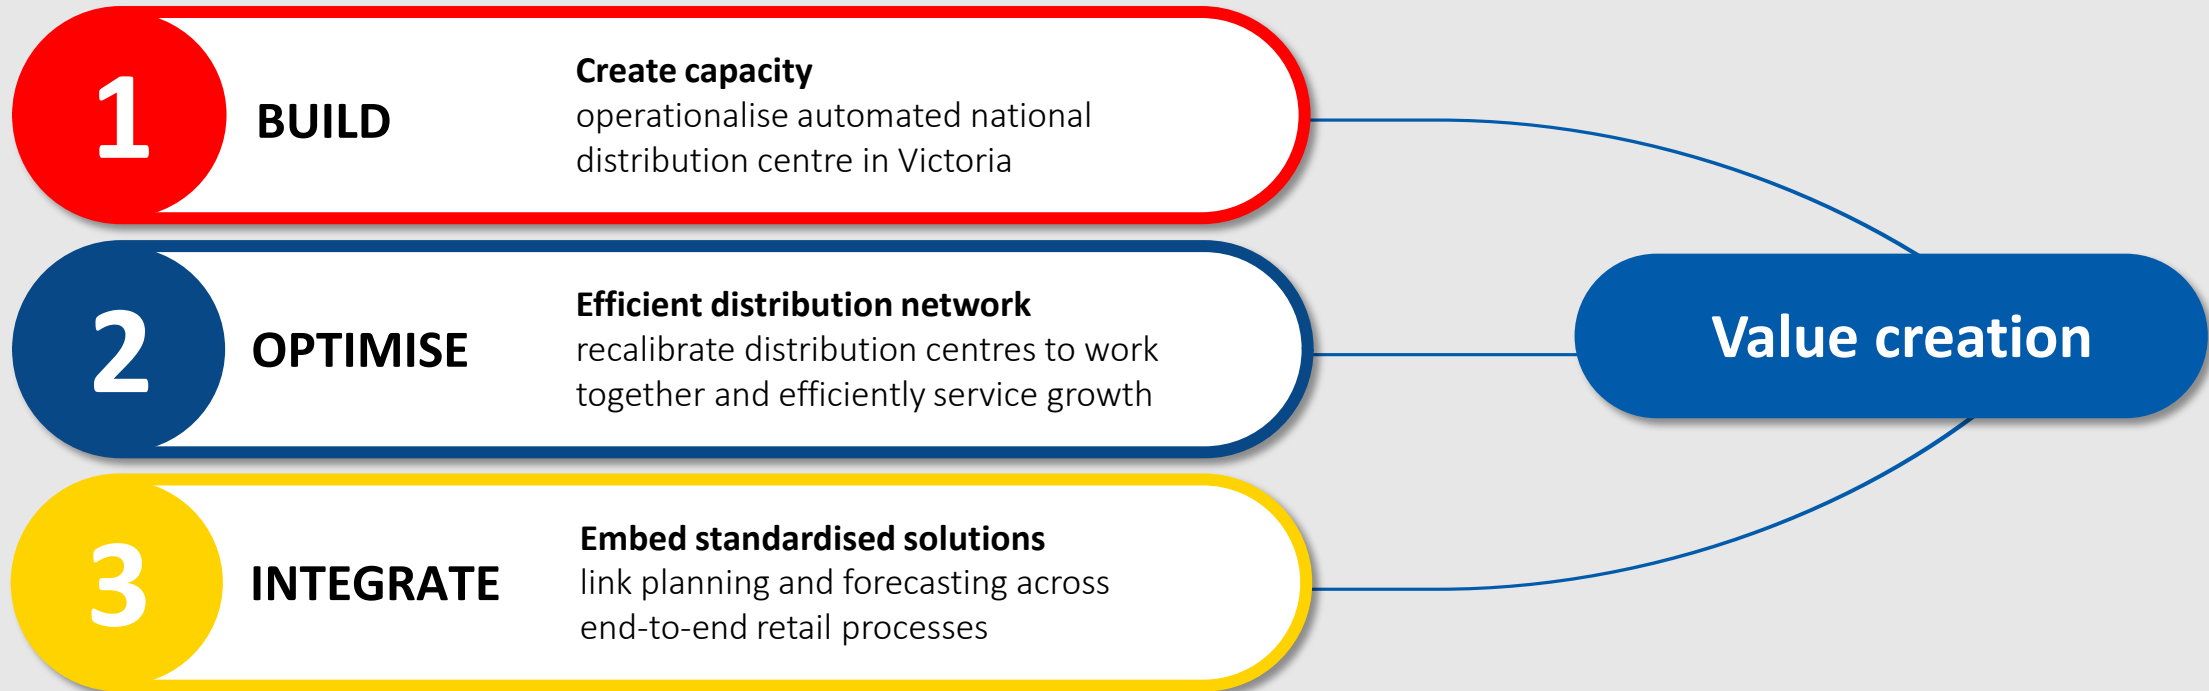 1
BUILD
Create capacity
operationalise automated national
distribution centre in Victoria
2
OPTIMISE
Efficient distribution network
recalibrate distribution centres to work
together and efficiently service growth
3
INTEGRATE
Embed standardised solutions
link planning and forecasting across
end-to-end retail processes
Value creation